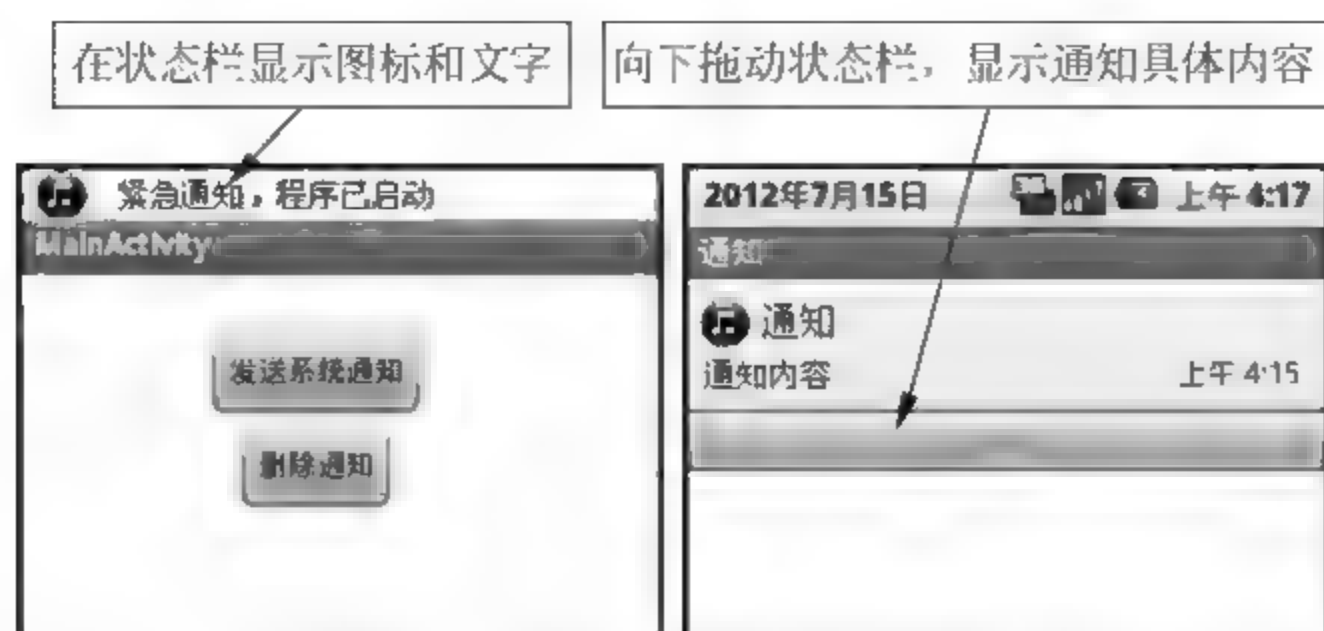 在状态栏显示图标和文字
向下拖动状态栏，显示通知具体内容
紧急通知，程序已启动
MainActivity
发送系统通知
删除通知
2012年7月15日
上午 4:17
通知
通知
通知内容
上午 4:15